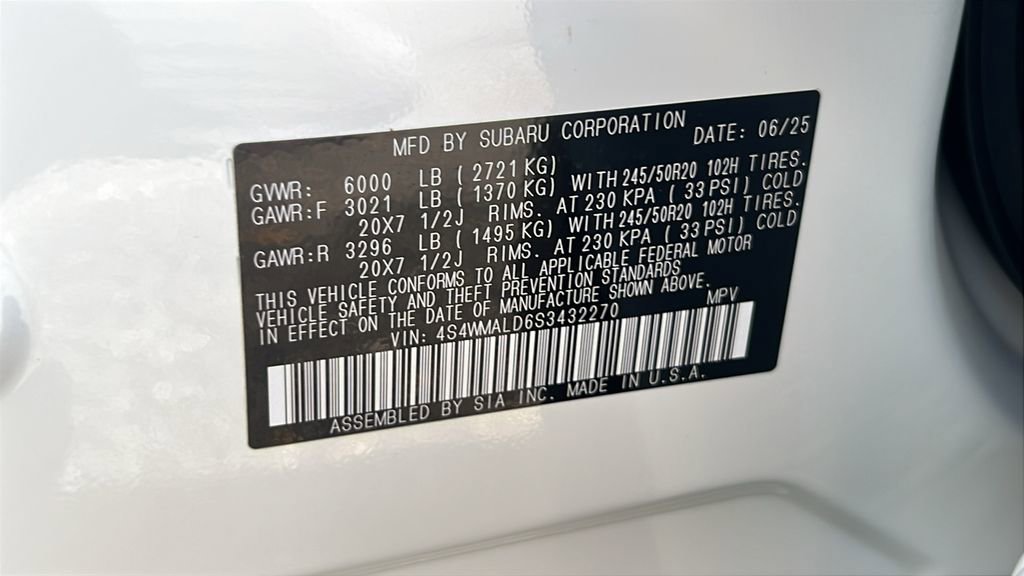 MFD BY SUBARU CORPORATION DATE: 06/25
GVWR: 6000 LB (2721 KG)
GAWR:F 3021 LB (1370 KG) WITH 245/50R20 102H TIRES.
20X7 1/2J RIMS. AT 230 KPA (33 PSI) COLD
GAWR:R 3296 LB (1495 KG) WITH 245/50R20 102H TIRES.
20X7 1/2J RIMS. AT 230 KPA (33 PSI) COLD
THIS VEHICLE CONFORMS TO ALL APPLICABLE FEDERAL MOTOR
VEHICLE SAFETY AND THEFT PREVENTION STANDARDS
IN EFFECT ON THE DATE OF MANUFACTURE SHOWN ABOVE.
VIN: 4S4WMALD6S3432270 MPV
ASSEMBLED BY SIA INC. MADE IN U.S.A.